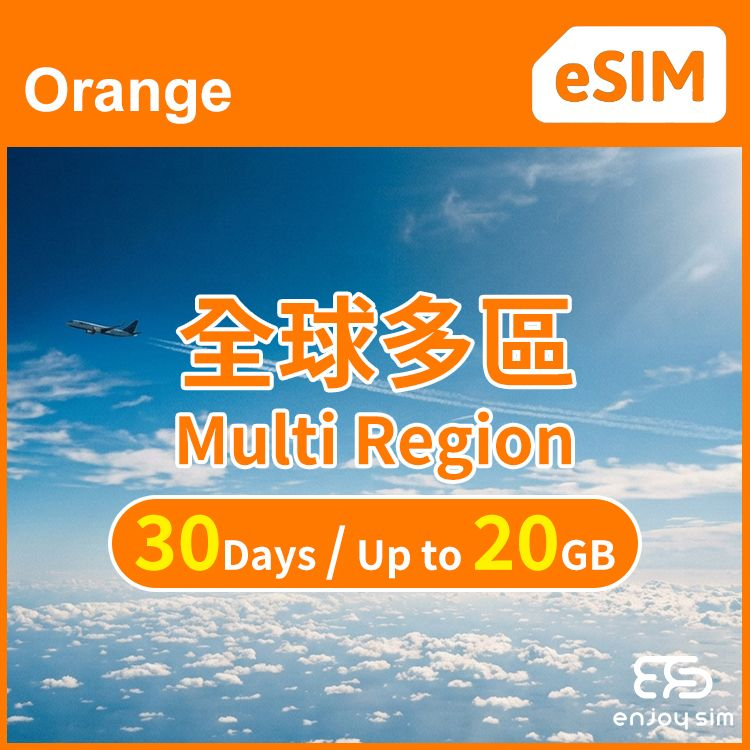 Orange
eSIM
全球多區
Multi Region
30Days / Up to 20GB
enjoy sim